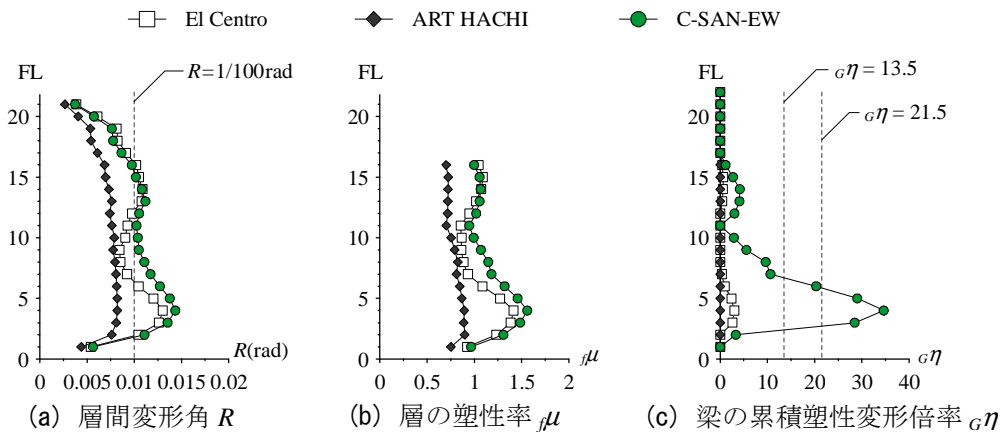 El Centro ART HACHI C-SAN-EW
FL R=1/100rad
20
15
10
5
0
R(rad)
0 0.005 0.01 0.015 0.02
(a) 層間変形角 R
FL
20
15
10
5
0
fμ
0 0.5 1 1.5 2
(b) 層の塑性率 fμ
FL Gη = 13.5
Gη = 21.5
20
15
10
5
0
Gη
0 10 20 30 40
(c) 梁の累積塑性変形倍率 Gη